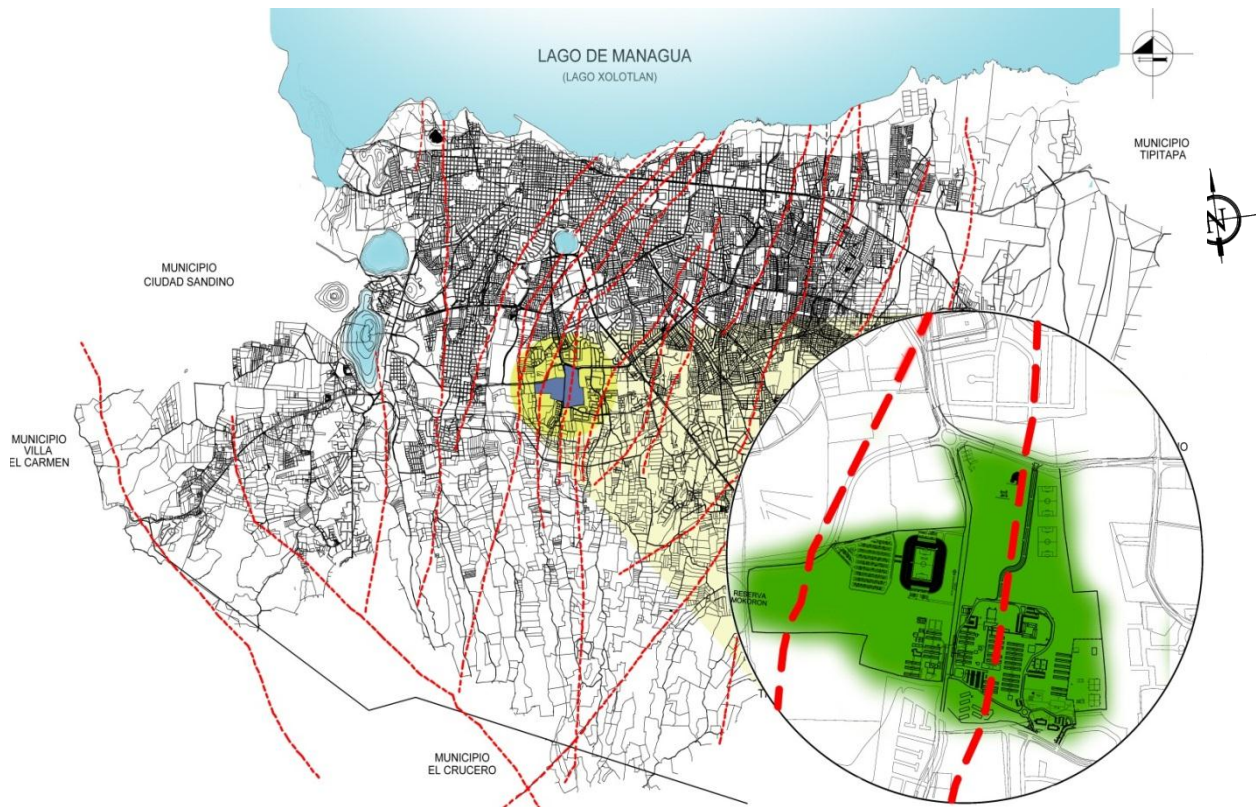 LAGO DE MANAGUA
(LAGO XOLOTLAN)
MUNICIPIO
TIPITAPA
N
MUNICIPIO
CIUDAD SANDINO
MUNICIPIO
VILLA
EL CARMEN
RESERVA
MOKORON
MUNICIPIO
EL CRUCERO